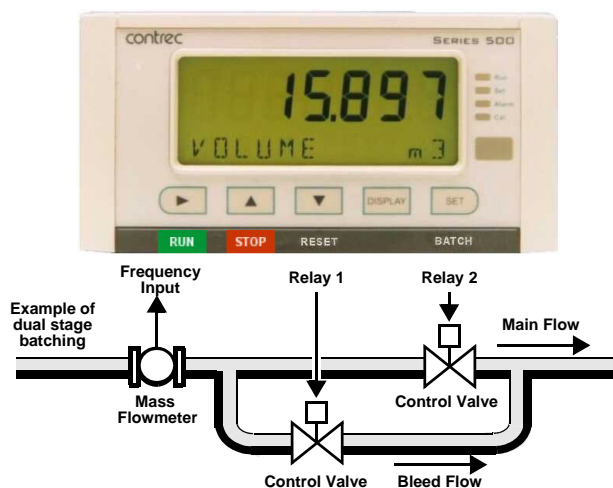 contrec
SERIES 500
15.897
VOLUME m3
Run
Set
Alarm
Cal
DISPLAY
SET
RUN
STOP
RESET
BATCH
Frequency
Input
Relay 1
Relay 2
Example of
dual stage
batching
Main Flow
Mass
Flowmeter
Control Valve
Control Valve
Bleed Flow